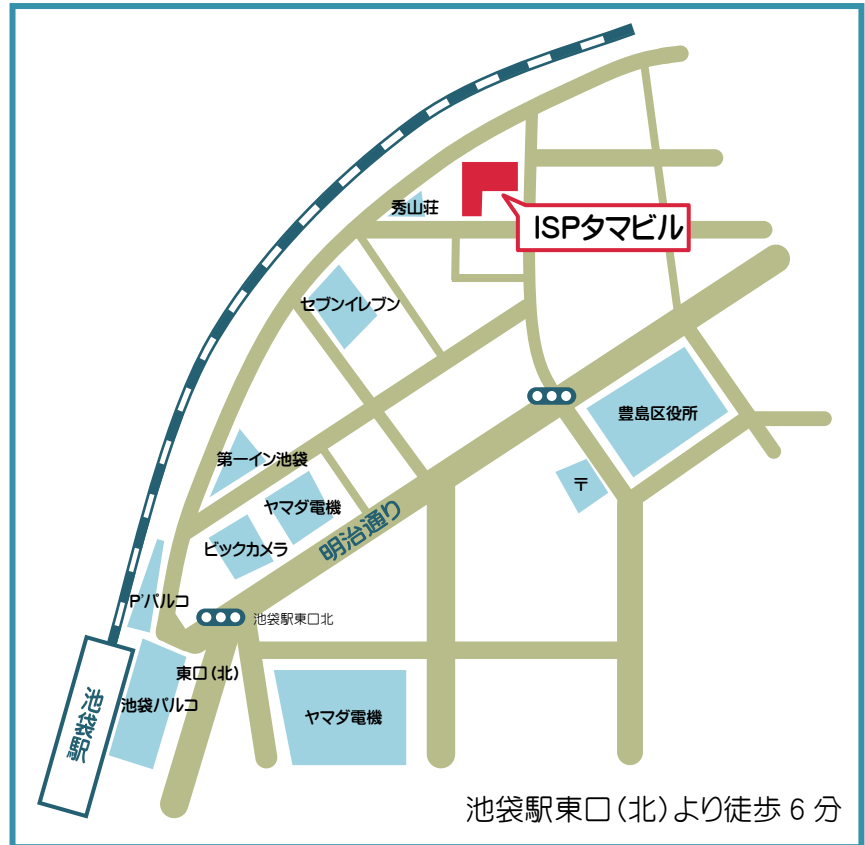 秀山荘
ISPタマビル
セブンイレブン
豊島区役所
第一イン池袋
〒
ヤマダ電機
明治通り
ビックカメラ
P'パルコ
池袋駅東口北
東口(北)
池袋パルコ
池袋駅
ヤマダ電機
池袋駅東口(北)より徒歩6分